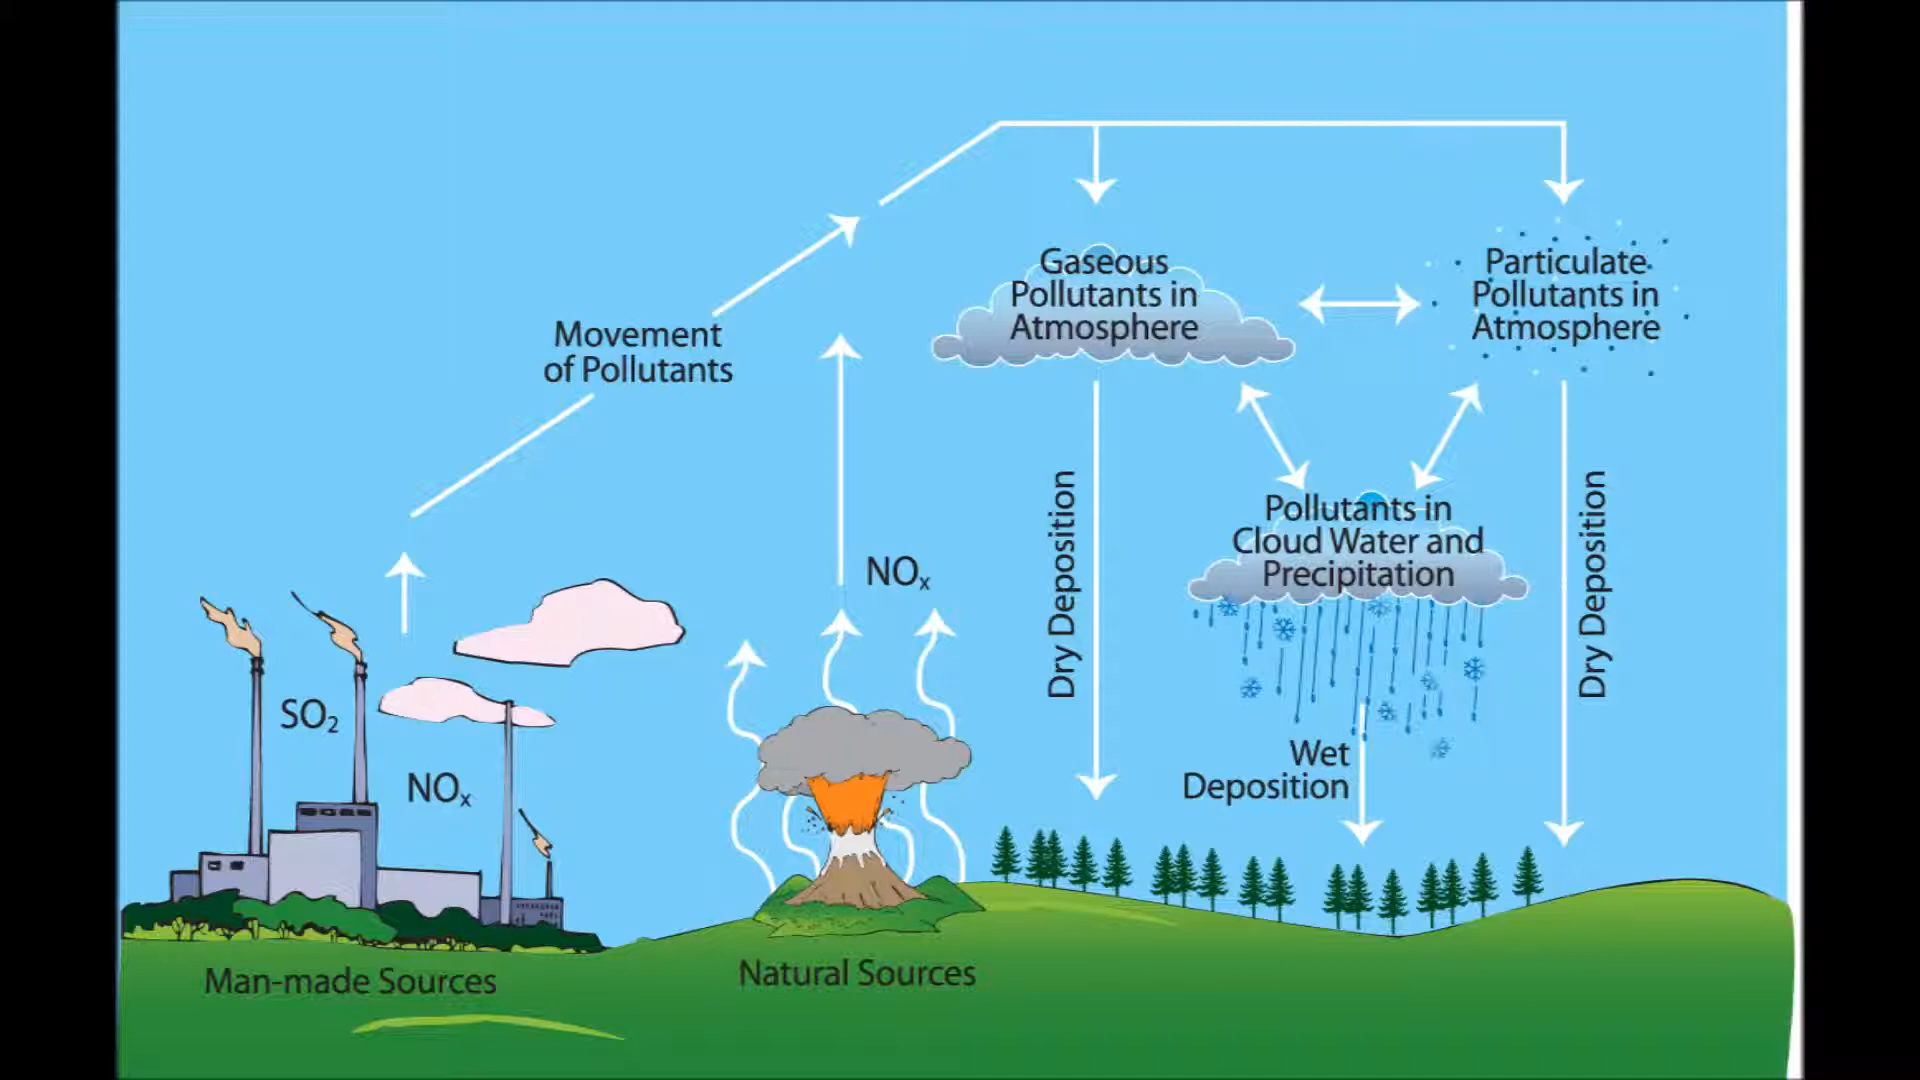 Gaseous
Pollutants in
Atmosphere
Particulate
Pollutants in
Atmosphere
Movement
of Pollutants
Pollutants in
Cloud Water and
Precipitation
NOₓ
Dry Deposition
Dry Deposition
SO₂
NOₓ
Wet
Deposition
Man-made Sources
Natural Sources